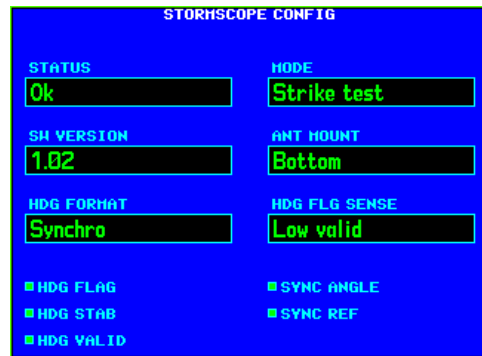 STORMSCOPE CONFIG
STATUS MODE
Ok Strike test
SW VERSION ANT MOUNT
1.02 Bottom
HDG FORMAT HDG FLG SENSE
Synchro Low valid
HDG FLAG SYNC ANGLE
HDG STAB SYNC REF
HDG VALID